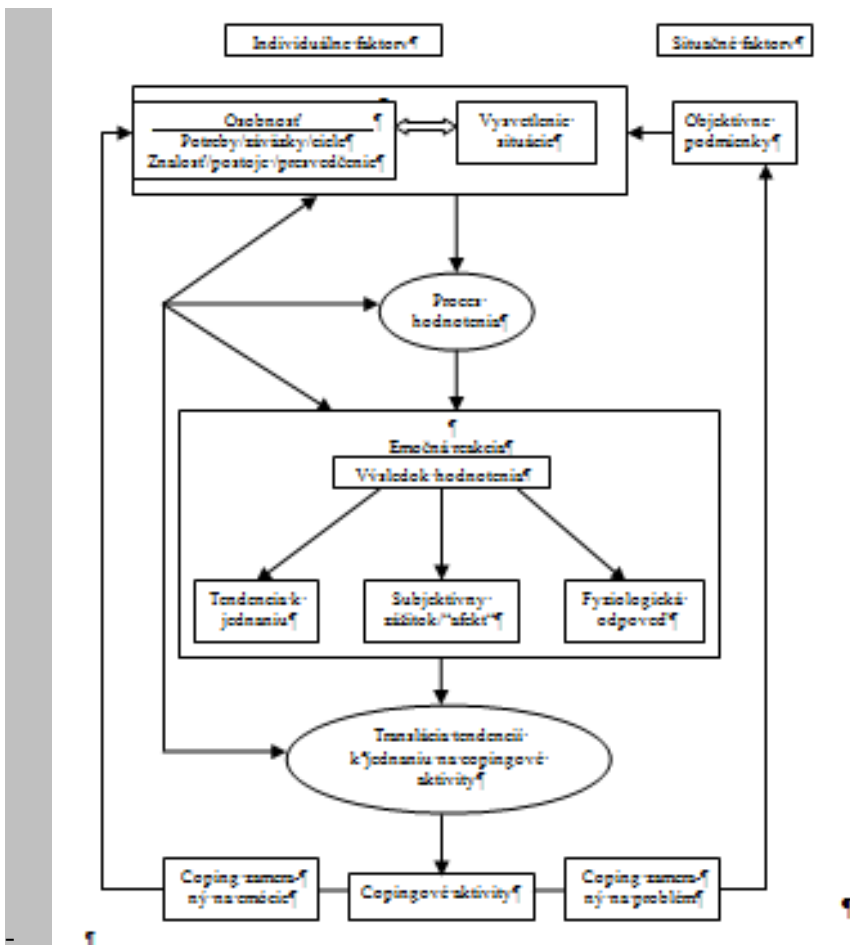 Individuálne faktory¶
Situačné faktory¶
¶
Osobnosť ¶
Potreby/záväzky/ciele¶
Znalosť/postoje/presvedčenie¶
Vysvetlenie
situácie¶
Objektívne
podmienky¶
Proces
hodnotenia¶
¶
Emočná reakcia¶
Výsledok hodnotenia¶
Tendencia k
jednaniu¶
Subjektívny
zážitok/"afekt"¶
Fyziologická
odpoveď¶
Translácia tendencií
k jednaniu na copingové
aktivity¶
Coping zamera-¶
ný na emócie¶
Copingové aktivity¶
Coping zamera-¶
ný na problém¶
¶
¶